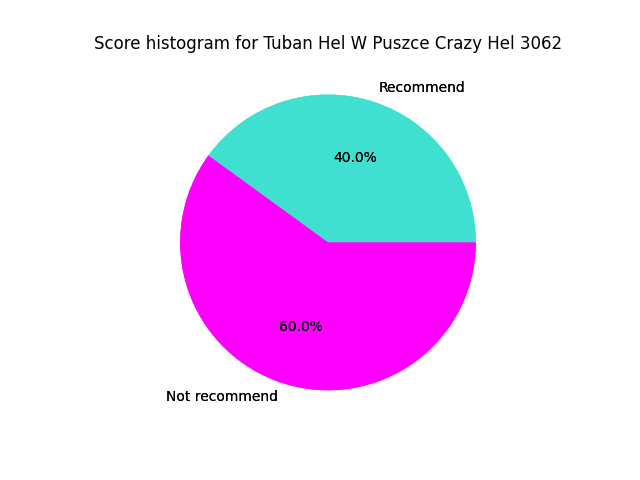 Score histogram for Tuban Hel W Puszce Crazy Hel 3062
Recommend
40.0%
60.0%
Not recommend